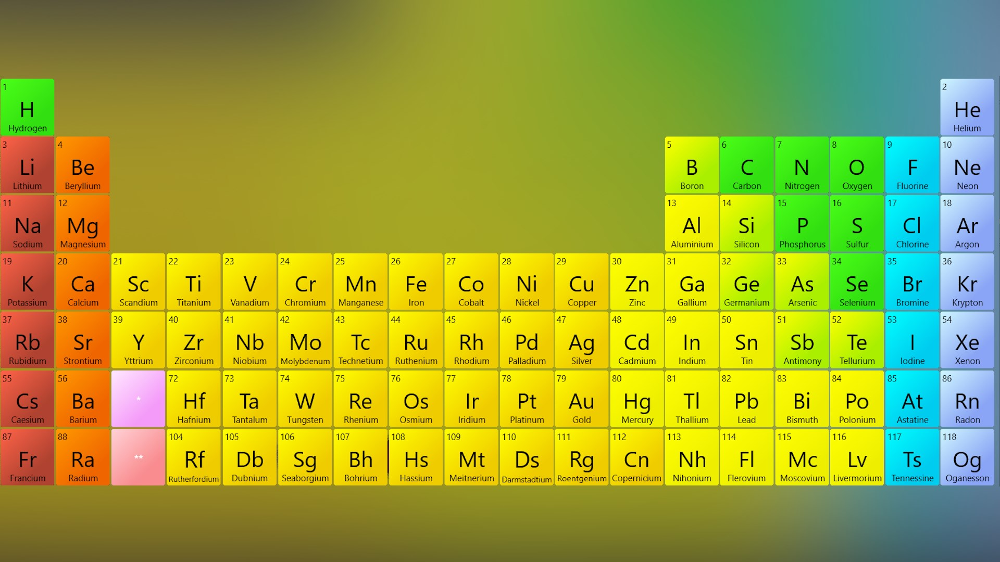 1 2
H He
Hydrogen Helium
3 4 5 6 7 8 9 10
Li Be B C N O F Ne
Lithium Beryllium Boron Carbon Nitrogen Oxygen Fluorine Neon
11 12 13 14 15 16 17 18
Na Mg Al Si P S Cl Ar
Sodium Magnesium Aluminium Silicon Phosphorus Sulfur Chlorine Argon
19 20 21 22 23 24 25 26 27 28 29 30 31 32 33 34 35 36
K Ca Sc Ti V Cr Mn Fe Co Ni Cu Zn Ga Ge As Se Br Kr
Potassium Calcium Scandium Titanium Vanadium Chromium Manganese Iron Cobalt Nickel Copper Zinc Gallium Germanium Arsenic Selenium Bromine Krypton
37 38 39 40 41 42 43 44 45 46 47 48 49 50 51 52 53 54
Rb Sr Y Zr Nb Mo Tc Ru Rh Pd Ag Cd In Sn Sb Te I Xe
Rubidium Strontium Yttrium Zirconium Niobium Molybdenum Technetium Ruthenium Rhodium Palladium Silver Cadmium Indium Tin Antimony Tellurium Iodine Xenon
55 56 72 73 74 75 76 77 78 79 80 81 82 83 84 85 86
Cs Ba * Hf Ta W Re Os Ir Pt Au Hg Tl Pb Bi Po At Rn
Caesium Barium Hafnium Tantalum Tungsten Rhenium Osmium Iridium Platinum Gold Mercury Thallium Lead Bismuth Polonium Astatine Radon
87 88 104 105 106 107 108 109 110 111 112 113 114 115 116 117 118
Fr Ra ** Rf Db Sg Bh Hs Mt Ds Rg Cn Nh Fl Mc Lv Ts Og
Francium Radium Rutherfordium Dubnium Seaborgium Bohrium Hassium Meitnerium Darmstadtium Roentgenium Copernicium Nihonium Flerovium Moscovium Livermorium Tennessine Oganesson